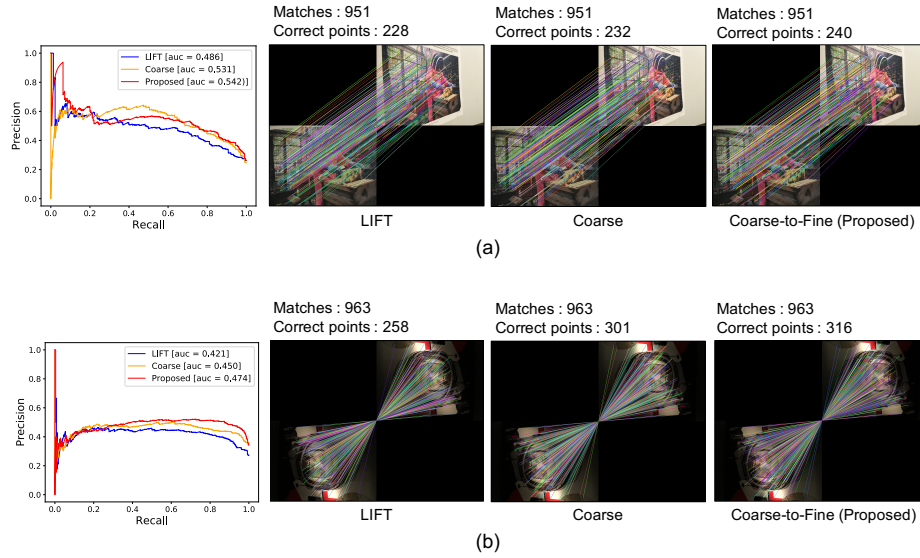 Matches : 951
Correct points : 228
Matches : 951
Correct points : 232
Matches : 951
Correct points : 240
LIFT [auc = 0.486]
Coarse [auc = 0,531]
Proposed [auc = 0,542)]
Precision
1.0
0.8
0.6
0.4
0.2
0.0
0.0 0.2 0.4 0.6 0.8 1.0
Recall
LIFT
Coarse
Coarse-to-Fine (Proposed)
(a)
Matches : 963
Correct points : 258
Matches : 963
Correct points : 301
Matches : 963
Correct points : 316
LIFT [auc = 0,421]
Coarse [auc = 0.450]
Proposed [auc = 0,474]
Precision
1.0
0.8
0.6
0.4
0.2
0.0
0.0 0.2 0.4 0.6 0.8 1.0
Recall
LIFT
Coarse
Coarse-to-Fine (Proposed)
(b)